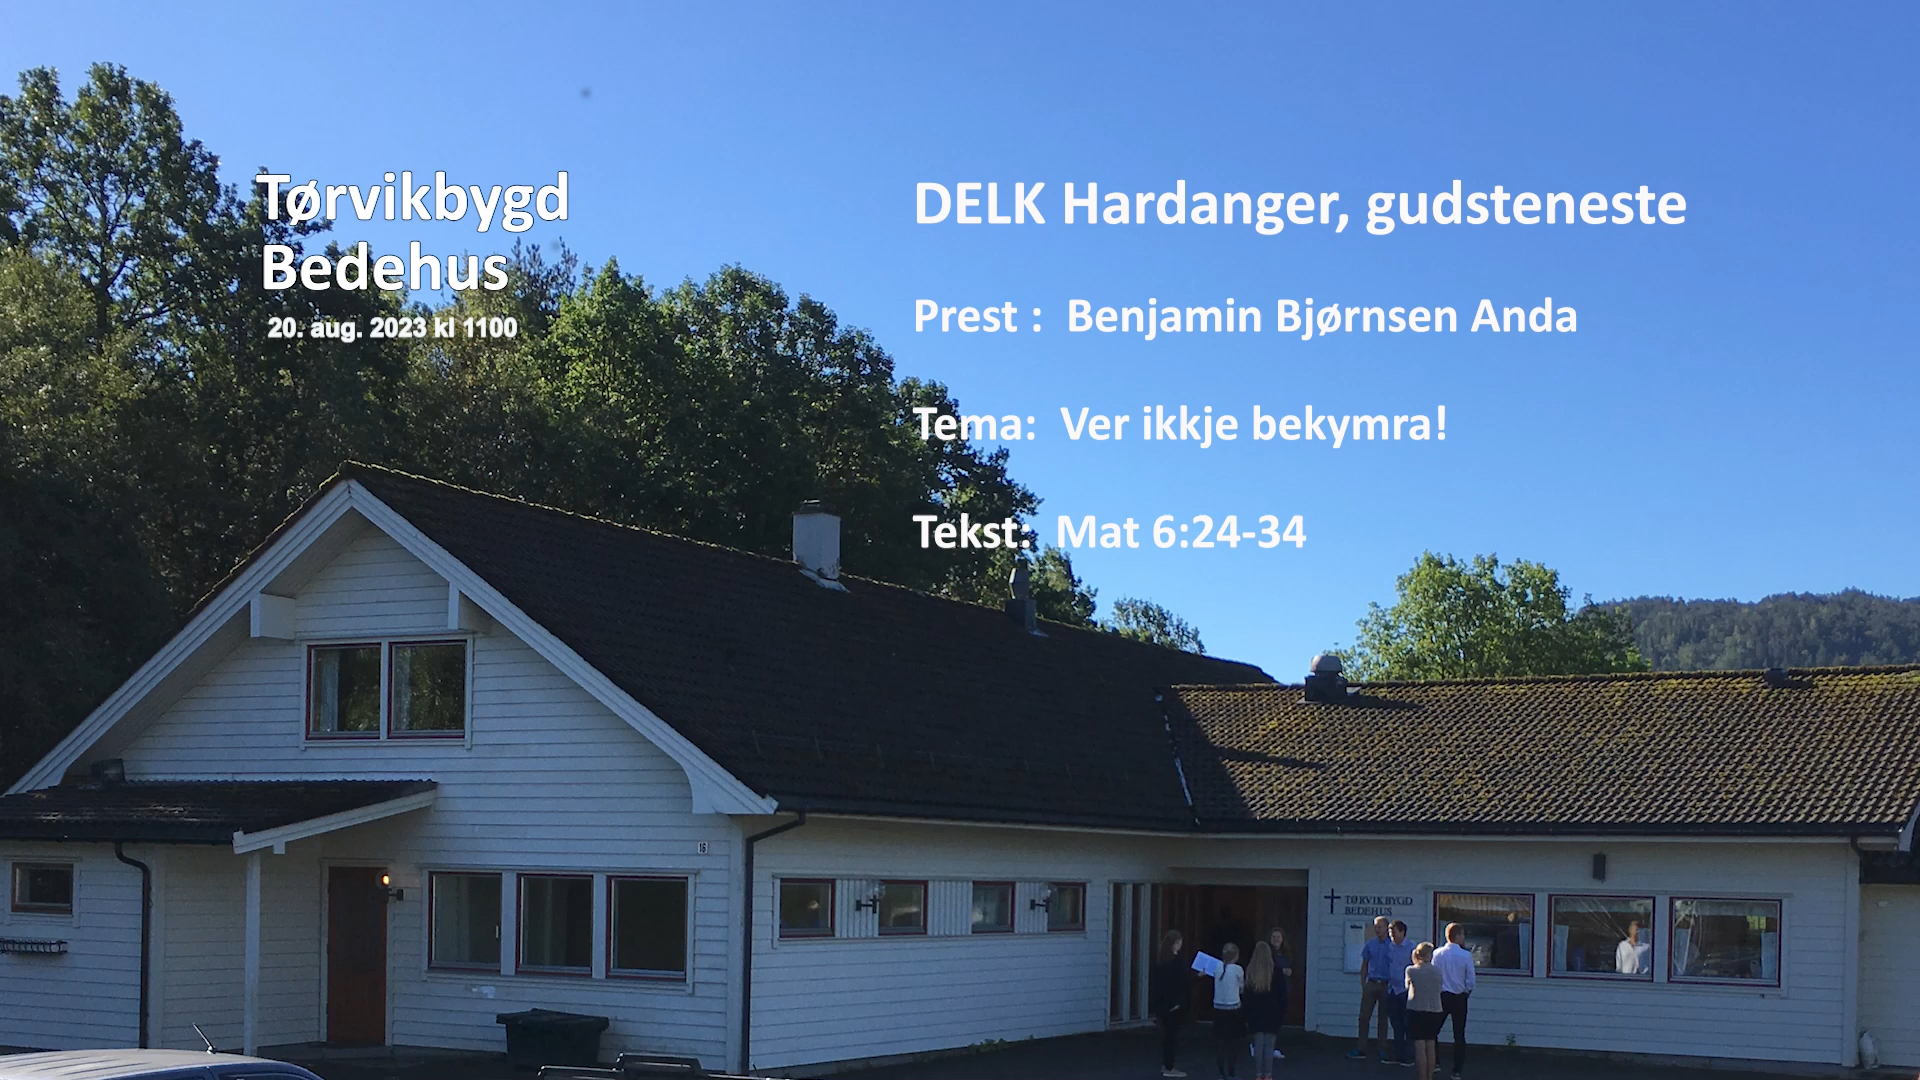 Tørvikbygd
Bedehus
20. aug. 2023 kl 1100
DELK Hardanger, gudsteneste
Prest : Benjamin Bjørnsen Anda
Tema: Ver ikkje bekymra!
Tekst: Mat 6:24-34
16
TØRVIKBYGD
BEDEHUS